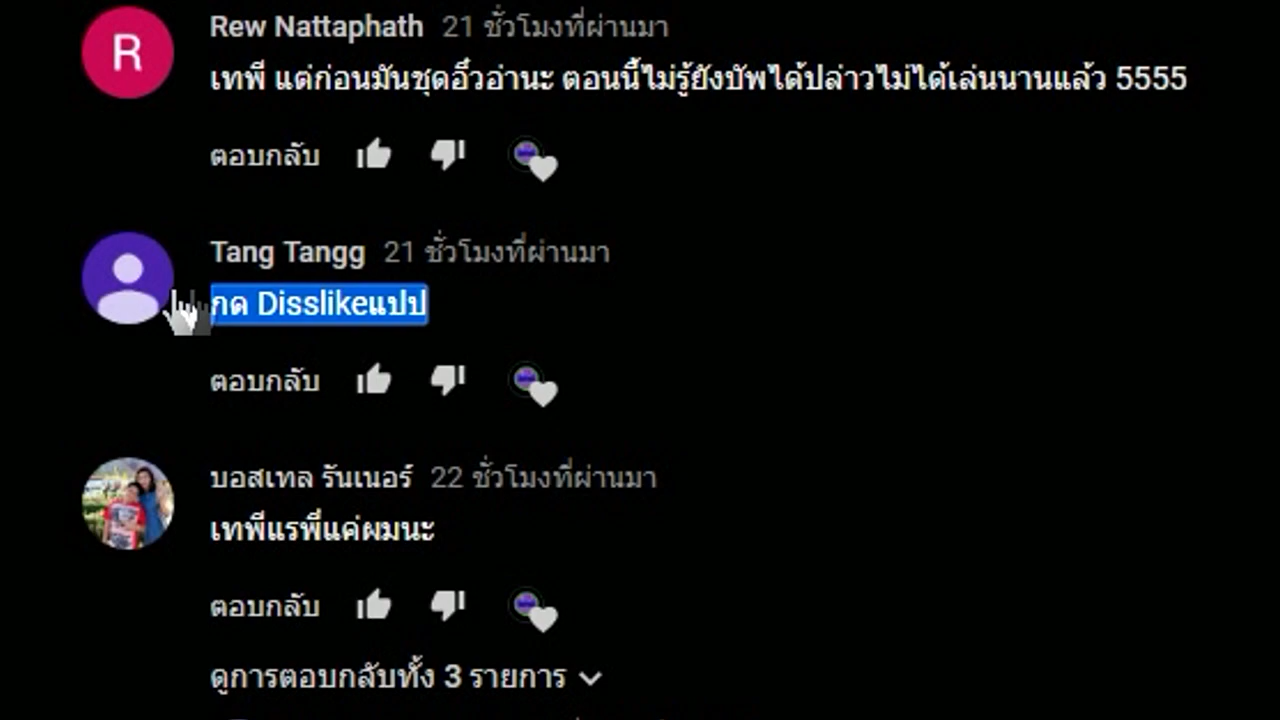 R
Rew Nattaphath 21 ชั่วโมงที่ผ่านมา
เทพี แต่ก่อนมันชุดอิ๋วอ่านะ ตอนนี้ไม่รู้ยังบัพได้ปล่าวไม่ได้เล่นนานแล้ว 5555
ตอบกลับ
Tang Tangg 21 ชั่วโมงที่ผ่านมา
กด Disslikeแปป
ตอบกลับ
บอสเทล รันเนอร์ 22 ชั่วโมงที่ผ่านมา
เทพีแรพี่แค่ผมนะ
ตอบกลับ
ดูการตอบกลับทั้ง 3 รายการ